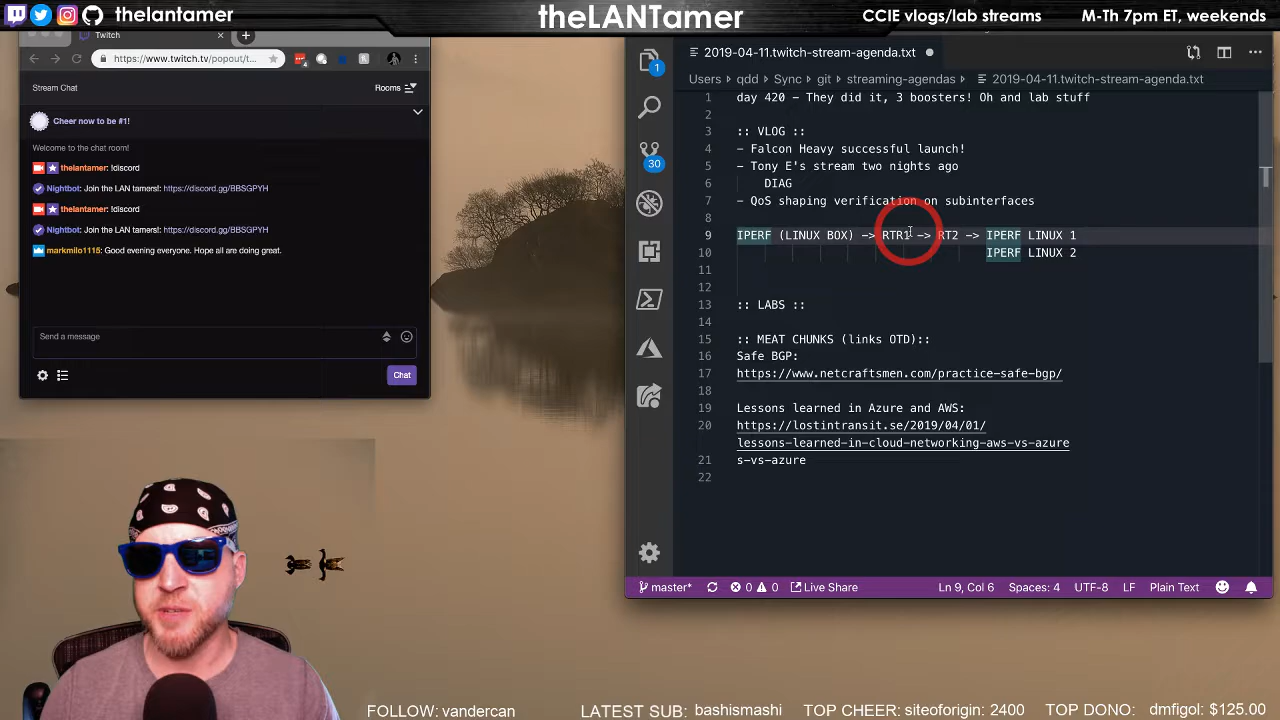 theLANTamer
theLANTamer
CCIE vlogs/lab streams
M-Th 7pm ET, weekends
Twitch
https://www.twitch.tv/popout/t...
Stream Chat
Rooms
Cheer now to be #1!
Welcome to the chat room!
thelantamer: !discord
Nightbot: Join the LAN tamers! https://discord.gg/BBSGPYH
thelantamer: !discord
Nightbot: Join the LAN tamers! https://discord.gg/BBSGPYH
markmilo1115: Good evening everyone. Hope all are doing great.
Send a message
Chat
2019-04-11.twitch-stream-agenda.txt
Users > qdd > Sync > git > streaming-agendas > 2019-04-11.twitch-stream-agenda.txt
1
30
1 day 420 - They did it, 3 boosters! Oh and lab stuff
2
3 :: VLOG ::
4 - Falcon Heavy successful launch!
5 - Tony E's stream two nights ago
6 DIAG
7 - QoS shaping verification on subinterfaces
8
9 IPERF (LINUX BOX) -> RTR1 -> RT2 -> IPERF LINUX 1
10 IPERF LINUX 2
11
12
13 :: LABS ::
14
15 :: MEAT CHUNKS (links OTD)::
16 Safe BGP:
17 https://www.netcraftsmen.com/practice-safe-bgp/
18
19 Lessons learned in Azure and AWS:
20 https://lostintransit.se/2019/04/01/
lessons-learned-in-cloud-networking-aws-vs-azure
21 s-vs-azure
22
master* 0 0 Live Share Ln 9, Col 6 Spaces: 4 UTF-8 LF Plain Text
FOLLOW: vandercan
LATEST SUB: bashismashi
TOP CHEER: siteoforigin: 2400
TOP DONO: dmfigol: $125.00